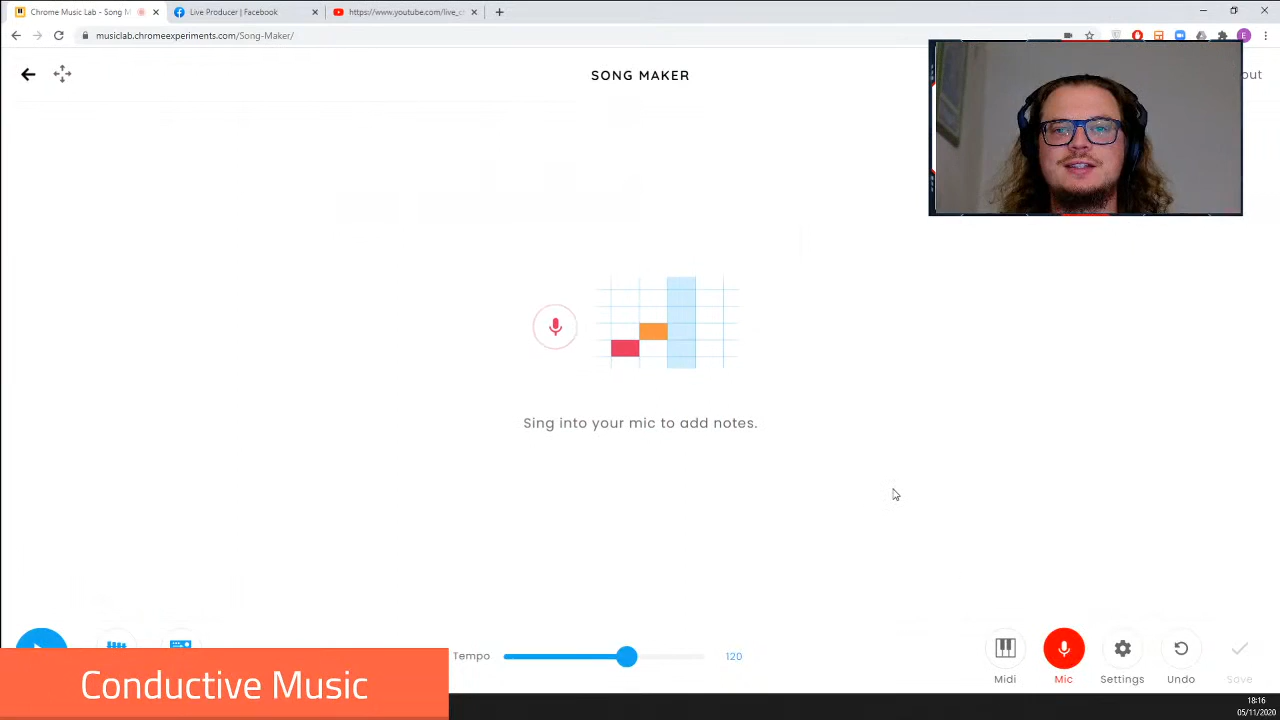 Chrome Music Lab - Song M
Live Producer | Facebook
https://www.youtube.com/live_c
musiclab.chromeexperiments.com/Song-Maker/
E
SONG MAKER
out
Sing into your mic to add notes.
Tempo
120
Midi
Mic
Settings
Undo
Save
Conductive Music
18:16
05/11/2020